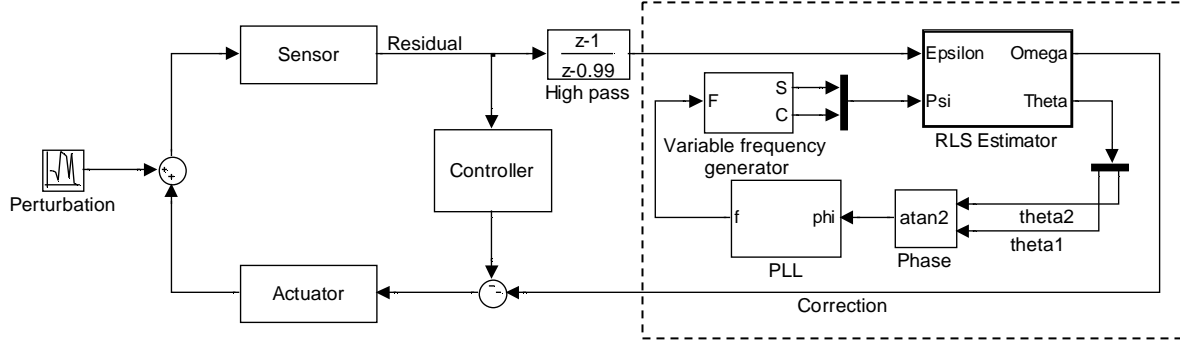 Sensor
Residual
z-1
z-0.99
High pass
Epsilon
Omega
Psi
Theta
RLS Estimator
F
S
C
Variable frequency
generator
Controller
Perturbation
+
+
f
phi
PLL
atan2
Phase
theta2
theta1
Actuator
-
-
Correction